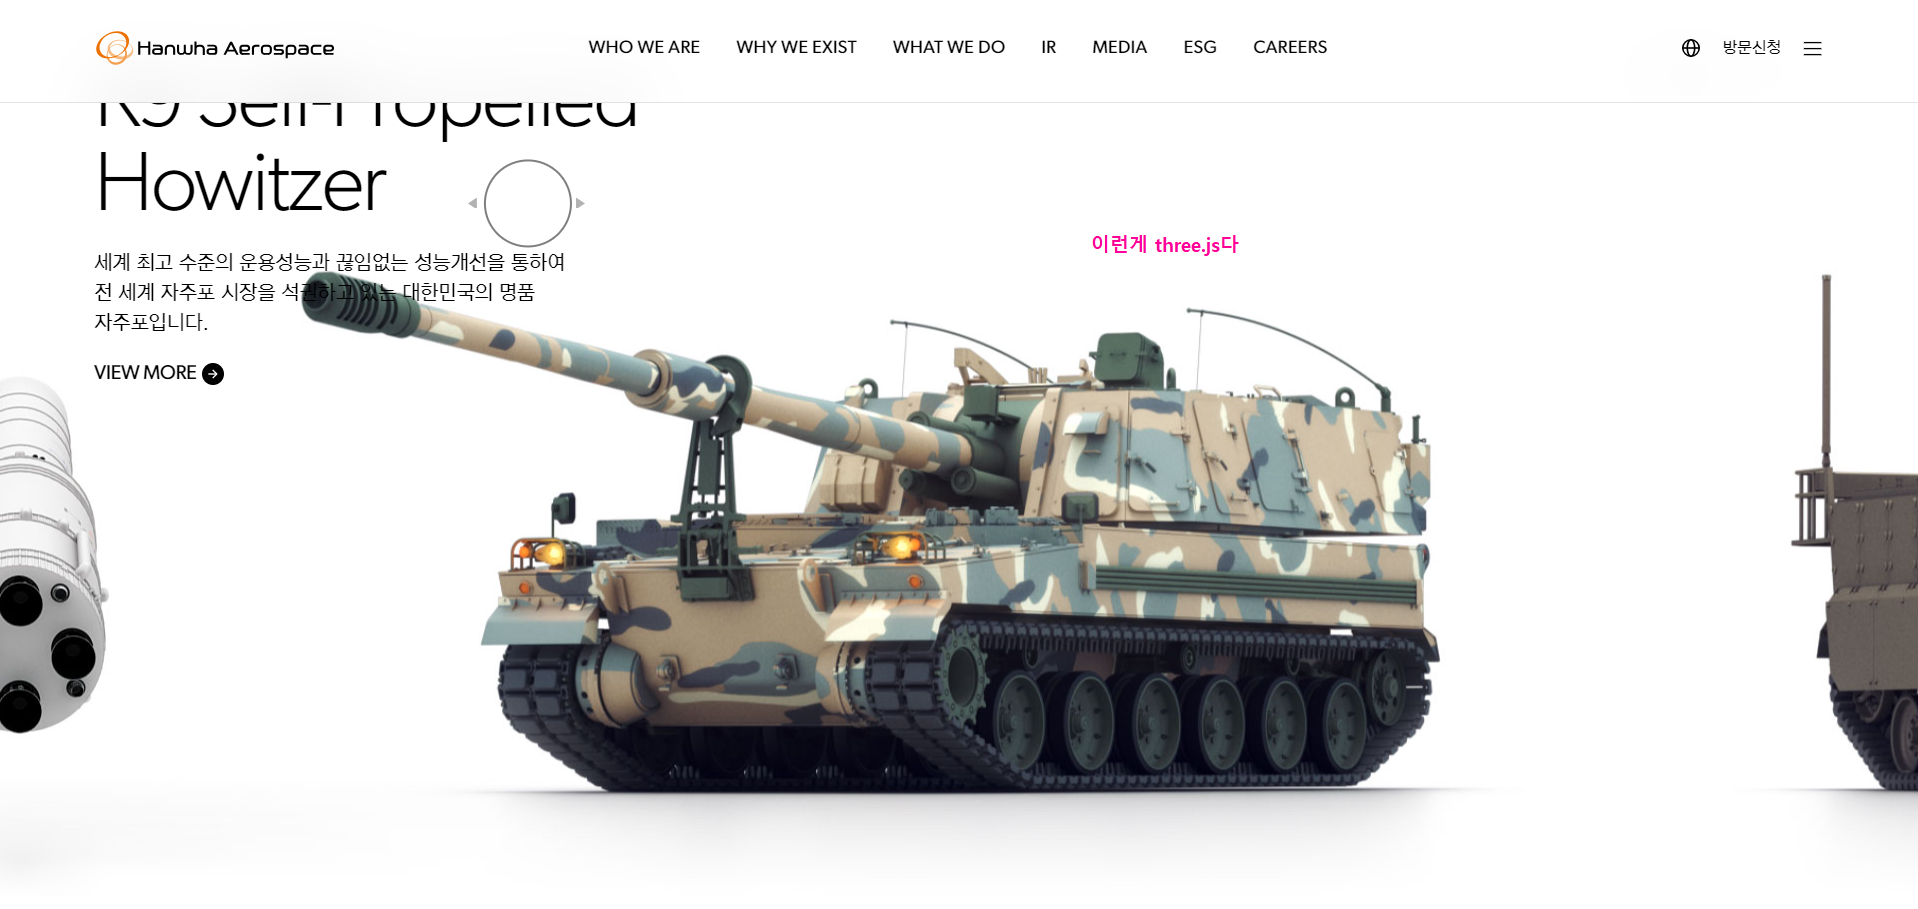 Hanwha Aerospace
WHO WE ARE
WHY WE EXIST
WHAT WE DO
IR
MEDIA
ESG
CAREERS
방문신청
K9 Self-Propelled
Howitzer
이런게 three.js다
세계 최고 수준의 운용성능과 끊임없는 성능개선을 통하여
전 세계 자주포 시장을 석권하고 있는 대한민국의 명품
자주포입니다.
VIEW MORE